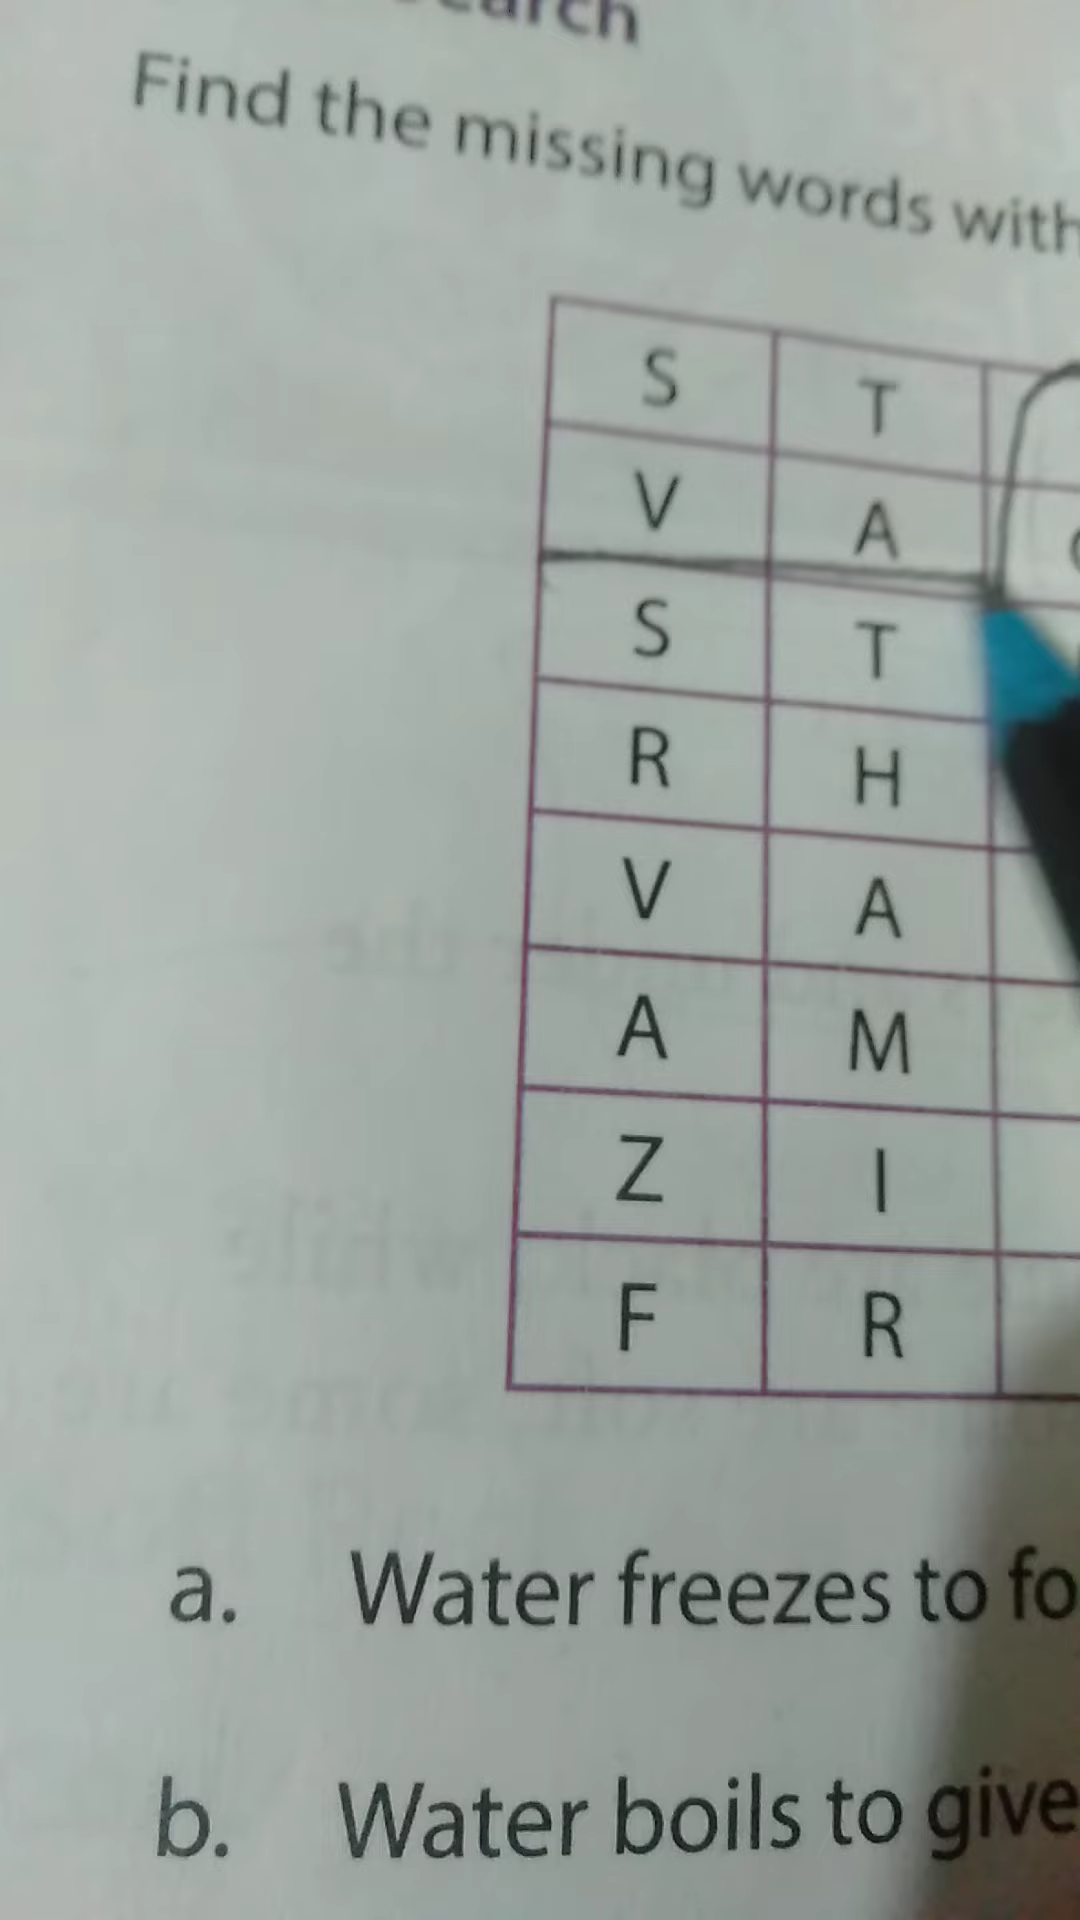 Find the missing words with
S T
V A
S T
R H
V A
A M
Z I
F R
a. Water freezes to fo
b. Water boils to give